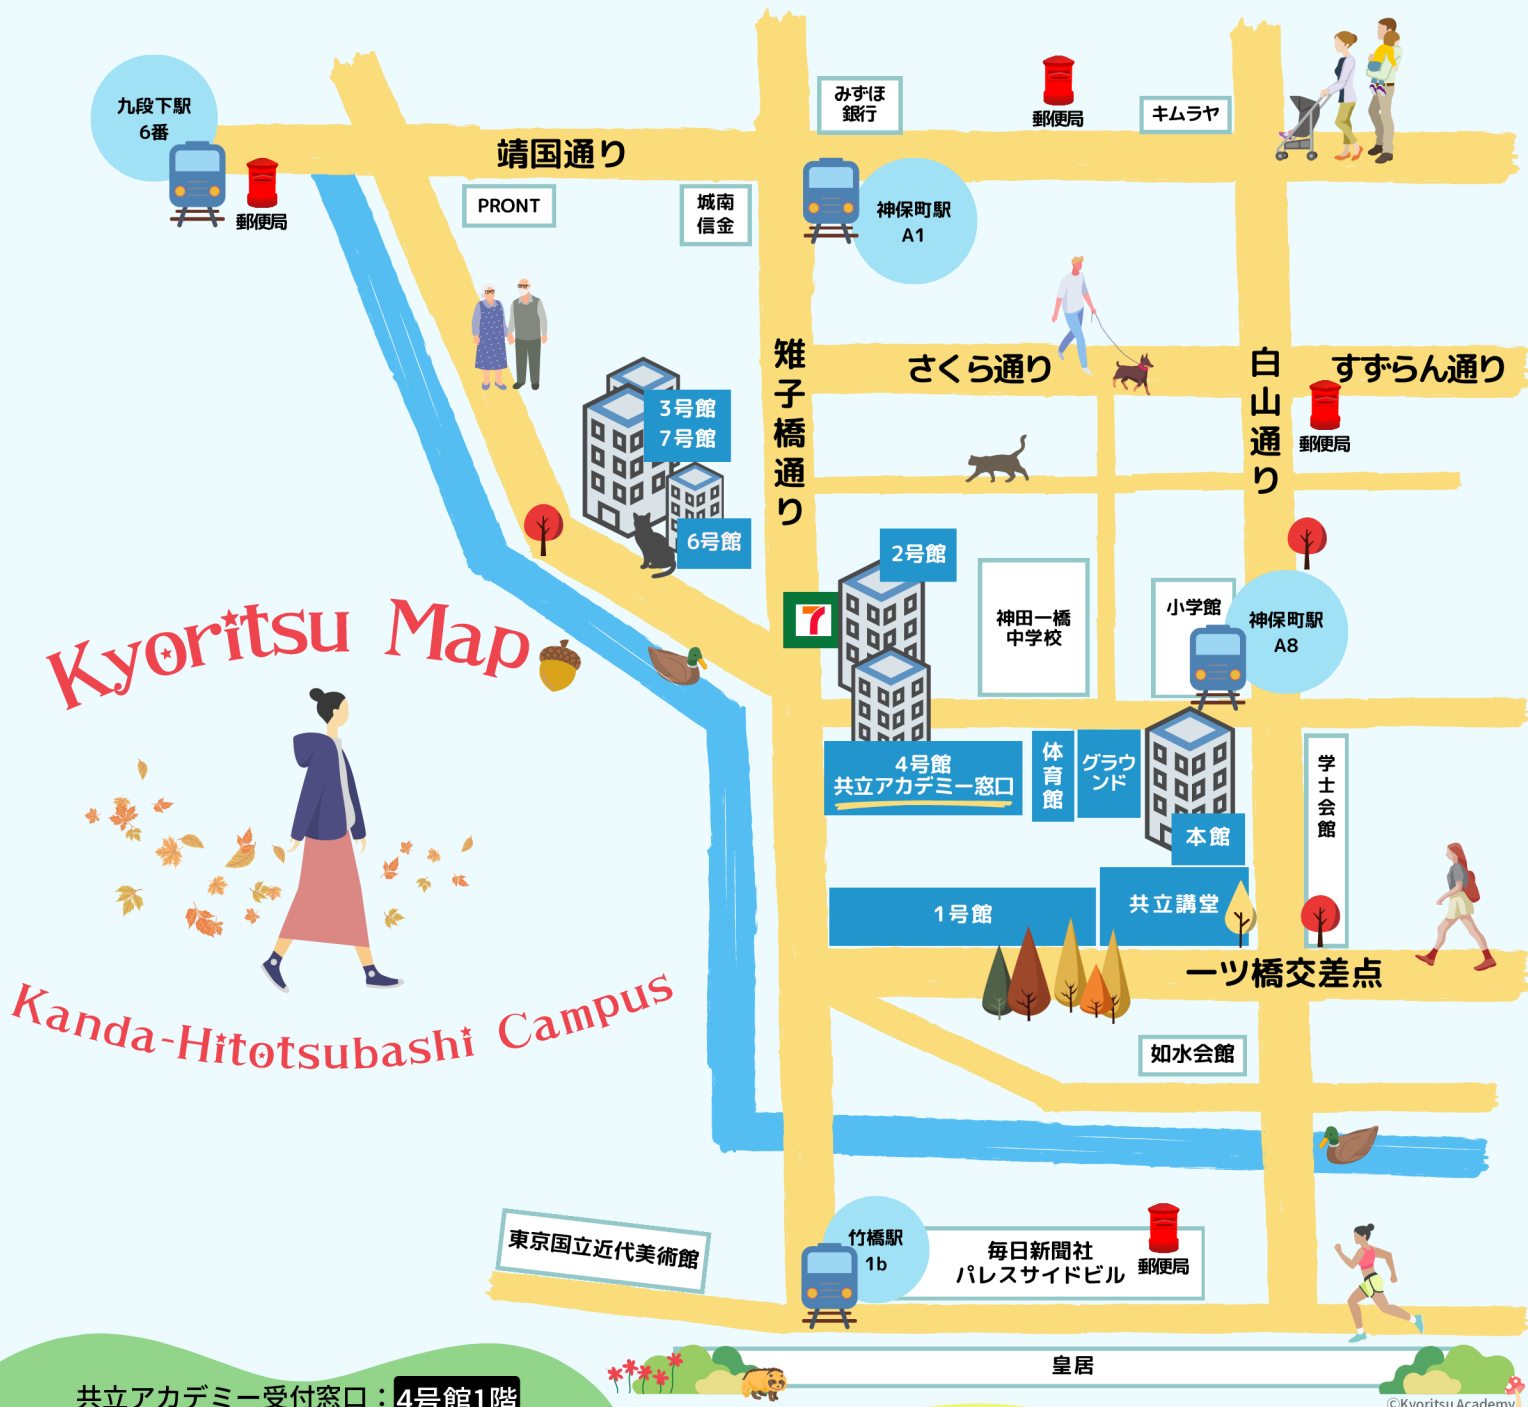 九段下駅
6番
郵便局
靖国通り
みずほ
銀行
郵便局
キムラヤ
PRONT
城南
信金
神保町駅
A1
雉子橋通り
さくら通り
白山通り
すずらん通り
郵便局
3号館
7号館
6号館
2号館
7
神田一橋
中学校
小学館
神保町駅
A8
Kyoritsu Map
4号館
共立アカデミー窓口
体育館
グラウ
ンド
本館
学士会館
1号館
共立講堂
一ツ橋交差点
Kanda-Hitotsubashi Campus
如水会館
東京国立近代美術館
竹橋駅
1b
毎日新聞社
パレスサイドビル
郵便局
皇居
共立アカデミー受付窓口：4号館1階
©Kyoritsu Academy